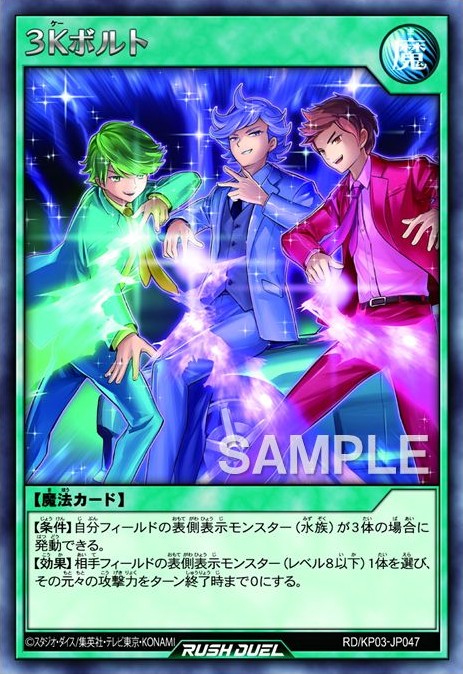 3Kボルト
ケー
魔
SAMPLE
【魔法カード】
【条件】自分フィールドの表側表示モンスター(水族)が3体の場合に
発動できる。
【効果】相手フィールドの表側表示モンスター(レベル8以下)1体を選び、
その元々の攻撃力をターン終了時まで0にする。
©スタジオ・ダイス/集英社・テレビ東京・KONAMI
RUSH DUEL
RD/KP03-JP047